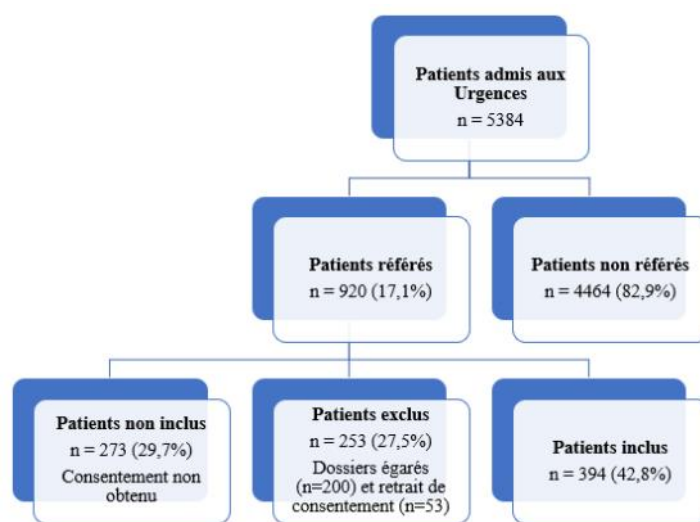 Patients admis aux
Urgences
n = 5384
Patients référés
n = 920 (17,1%)
Patients non référés
n = 4464 (82,9%)
Patients non inclus
n = 273 (29,7%)
Consentement non
obtenu
Patients exclus
n = 253 (27,5%)
Dossiers égarés
(n=200) et retrait de
consentement (n=53)
Patients inclus
n = 394 (42,8%)